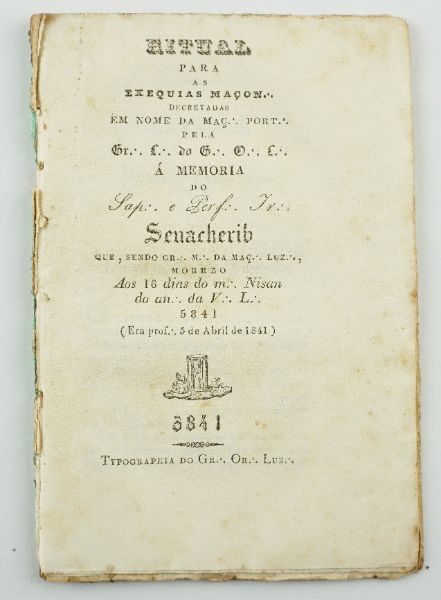 RITUAL
PARA
AS
EXEQUIAS MAÇON.·.
DECRETADAS
EM NOME DA MAÇ.·. PORT.·.
PELA
Gr.·. L.·. do G.·. O.·. L.·.
Á MEMORIA
DO
Sap.·. e Perf.·. Ir.·.
Senacherib
QUE, SENDO GR.·. M.·. DA MAÇ.·. LUZ.·.,
MORREO
Aos 16 dias do m.·. Nisan
do an.·. da V.·. L.·.
5841
(Era prof.·. 5 de Abril de 1841)
5841
TYPOGRAPHIA DO GR.·. OR.·. LUZ.·.